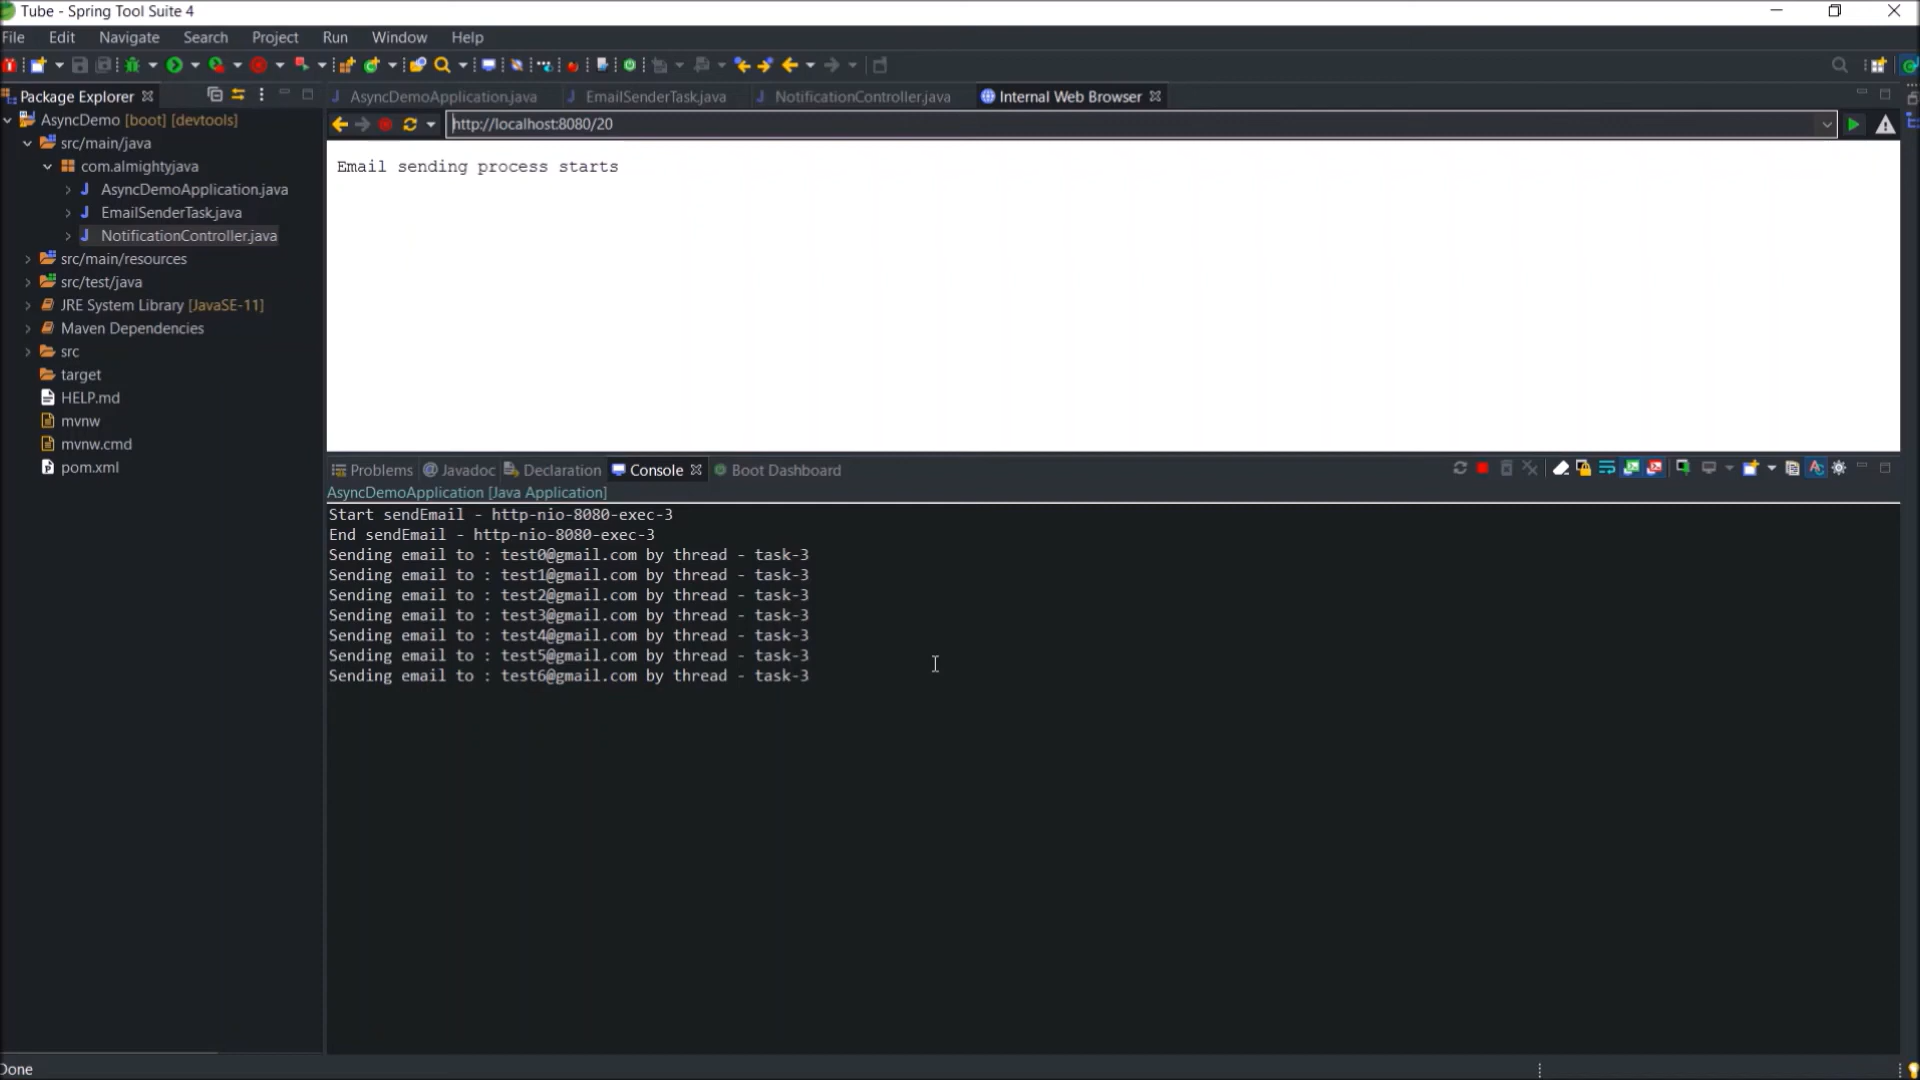 Tube - Spring Tool Suite 4
File Edit Navigate Search Project Run Window Help
Package Explorer
AsyncDemoApplication.java EmailSenderTask.java NotificationController.java Internal Web Browser
AsyncDemo [boot] [devtools]
http://localhost:8080/20
src/main/java
com.almightyjava
AsyncDemoApplication.java
EmailSenderTask.java
NotificationController.java
src/main/resources
src/test/java
JRE System Library [JavaSE-11]
Maven Dependencies
src
target
HELP.md
mvnw
mvnw.cmd
pom.xml
Email sending process starts
Problems Javadoc Declaration Console Boot Dashboard
AsyncDemoApplication [Java Application]
Start sendEmail - http-nio-8080-exec-3
End sendEmail - http-nio-8080-exec-3
Sending email to : test0@gmail.com by thread - task-3
Sending email to : test1@gmail.com by thread - task-3
Sending email to : test2@gmail.com by thread - task-3
Sending email to : test3@gmail.com by thread - task-3
Sending email to : test4@gmail.com by thread - task-3
Sending email to : test5@gmail.com by thread - task-3
Sending email to : test6@gmail.com by thread - task-3
Done